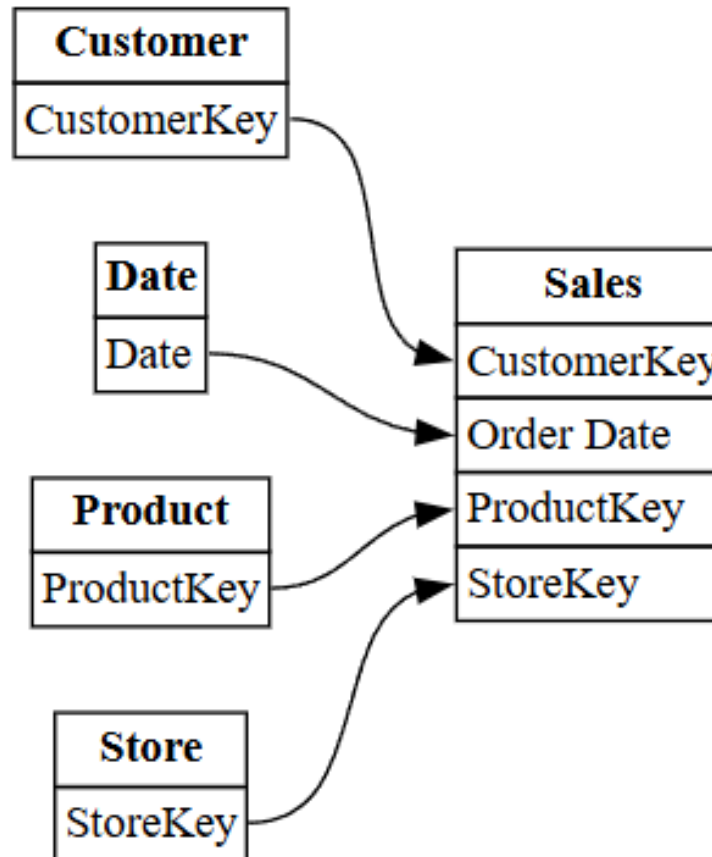 Customer
CustomerKey
Date
Date
Product
ProductKey
Store
StoreKey
Sales
CustomerKey
Order Date
ProductKey
StoreKey